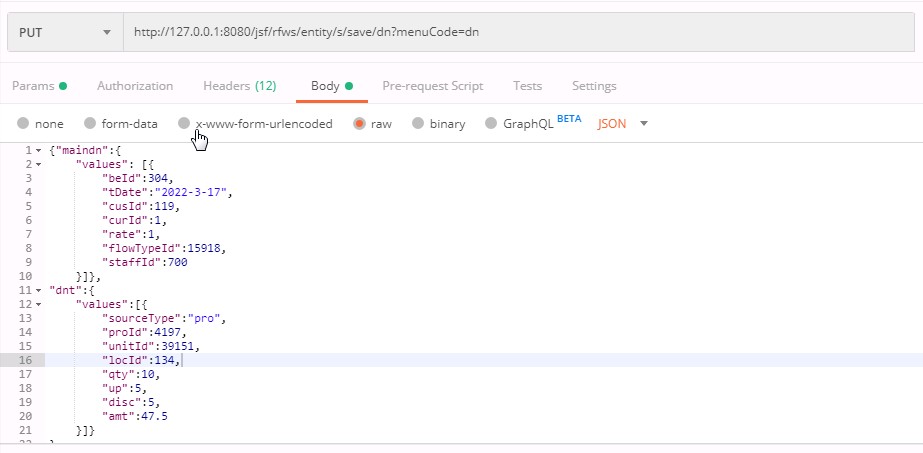 PUT http://127.0.0.1:8080/jsf/rfws/entity/s/save/dn?menuCode=dn
Params Authorization Headers (12) Body Pre-request Script Tests Settings
none form-data x-www-form-urlencoded raw binary GraphQL BETA JSON
1 {"maindn":{
2 "values": [{
3 "beId":304,
4 "tDate":"2022-3-17",
5 "cusId":119,
6 "curId":1,
7 "rate":1,
8 "flowTypeId":15918,
9 "staffId":700
10 }]},
11 "dnt":{
12 "values":[{
13 "sourceType":"pro",
14 "proId":4197,
15 "unitId":39151,
16 "locId":134,
17 "qty":10,
18 "up":5,
19 "disc":5,
20 "amt":47.5
21 }]}